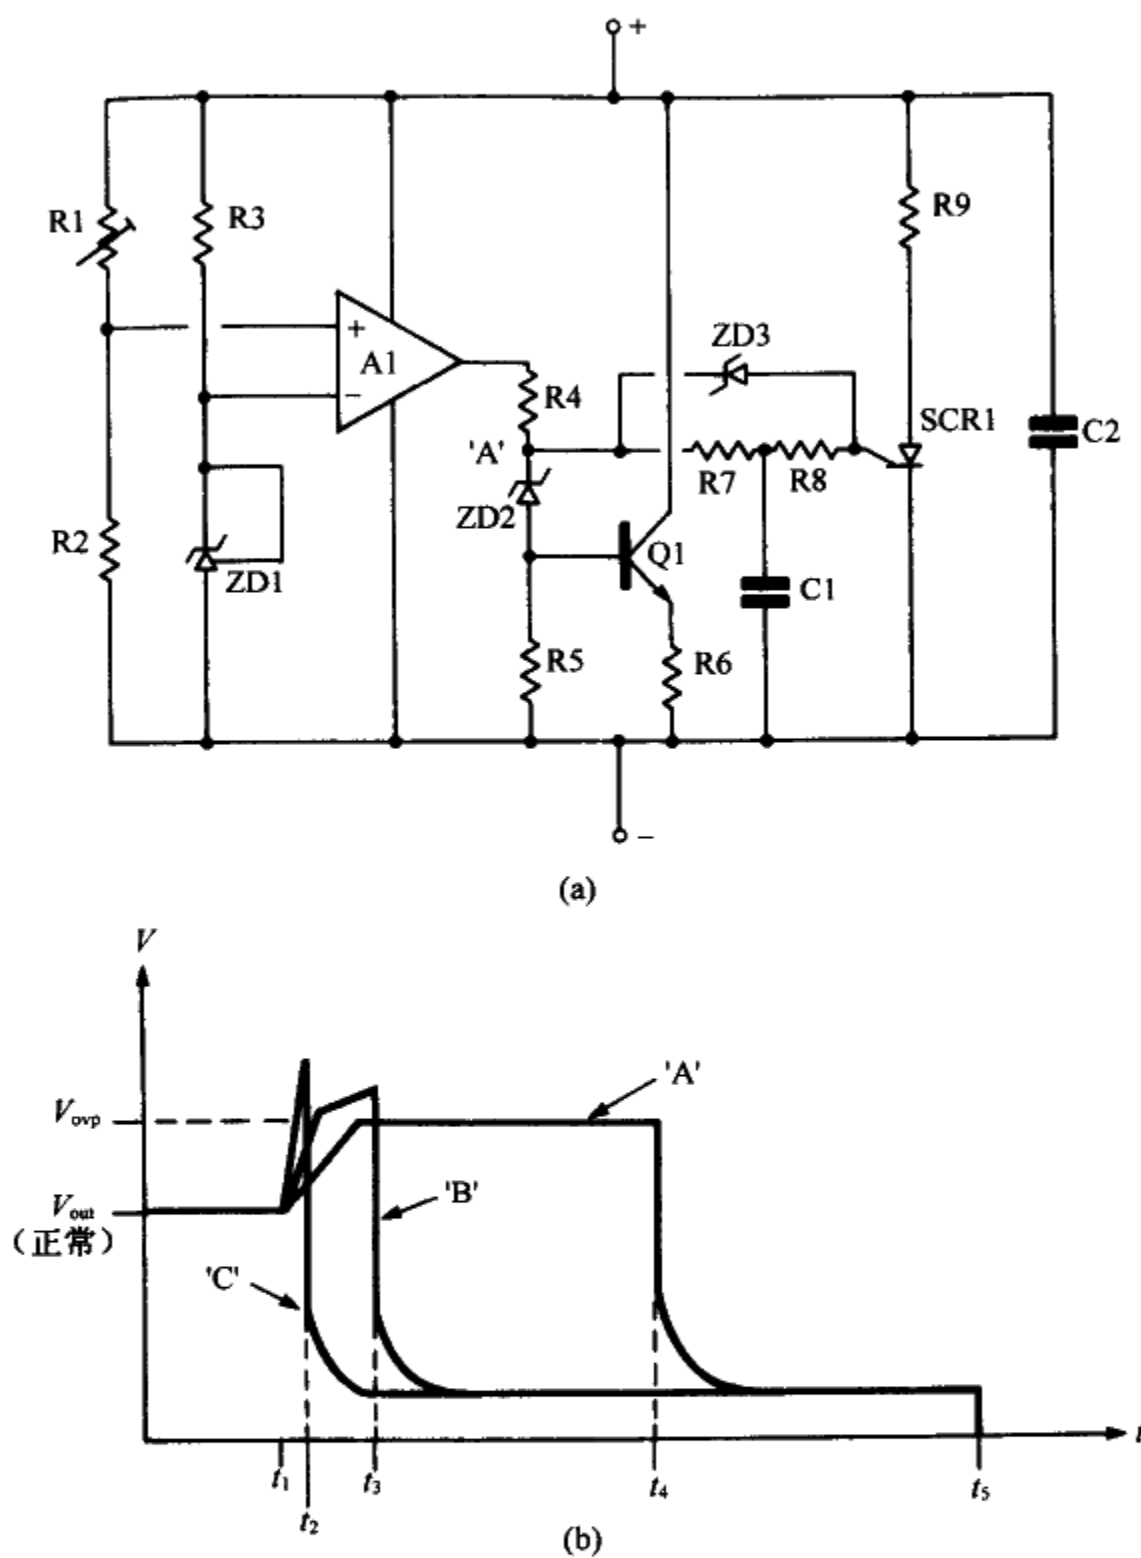 +
R1
R3
R9
+
A1
−
ZD3
R4
SCR1
C2
'A'
R7
R8
ZD2
R2
ZD1
Q1
C1
R5
R6
−
(a)
V
'A'
Vovp
'B'
Vout
（正常）
'C'
t
t1
t3
t4
t5
t2
(b)